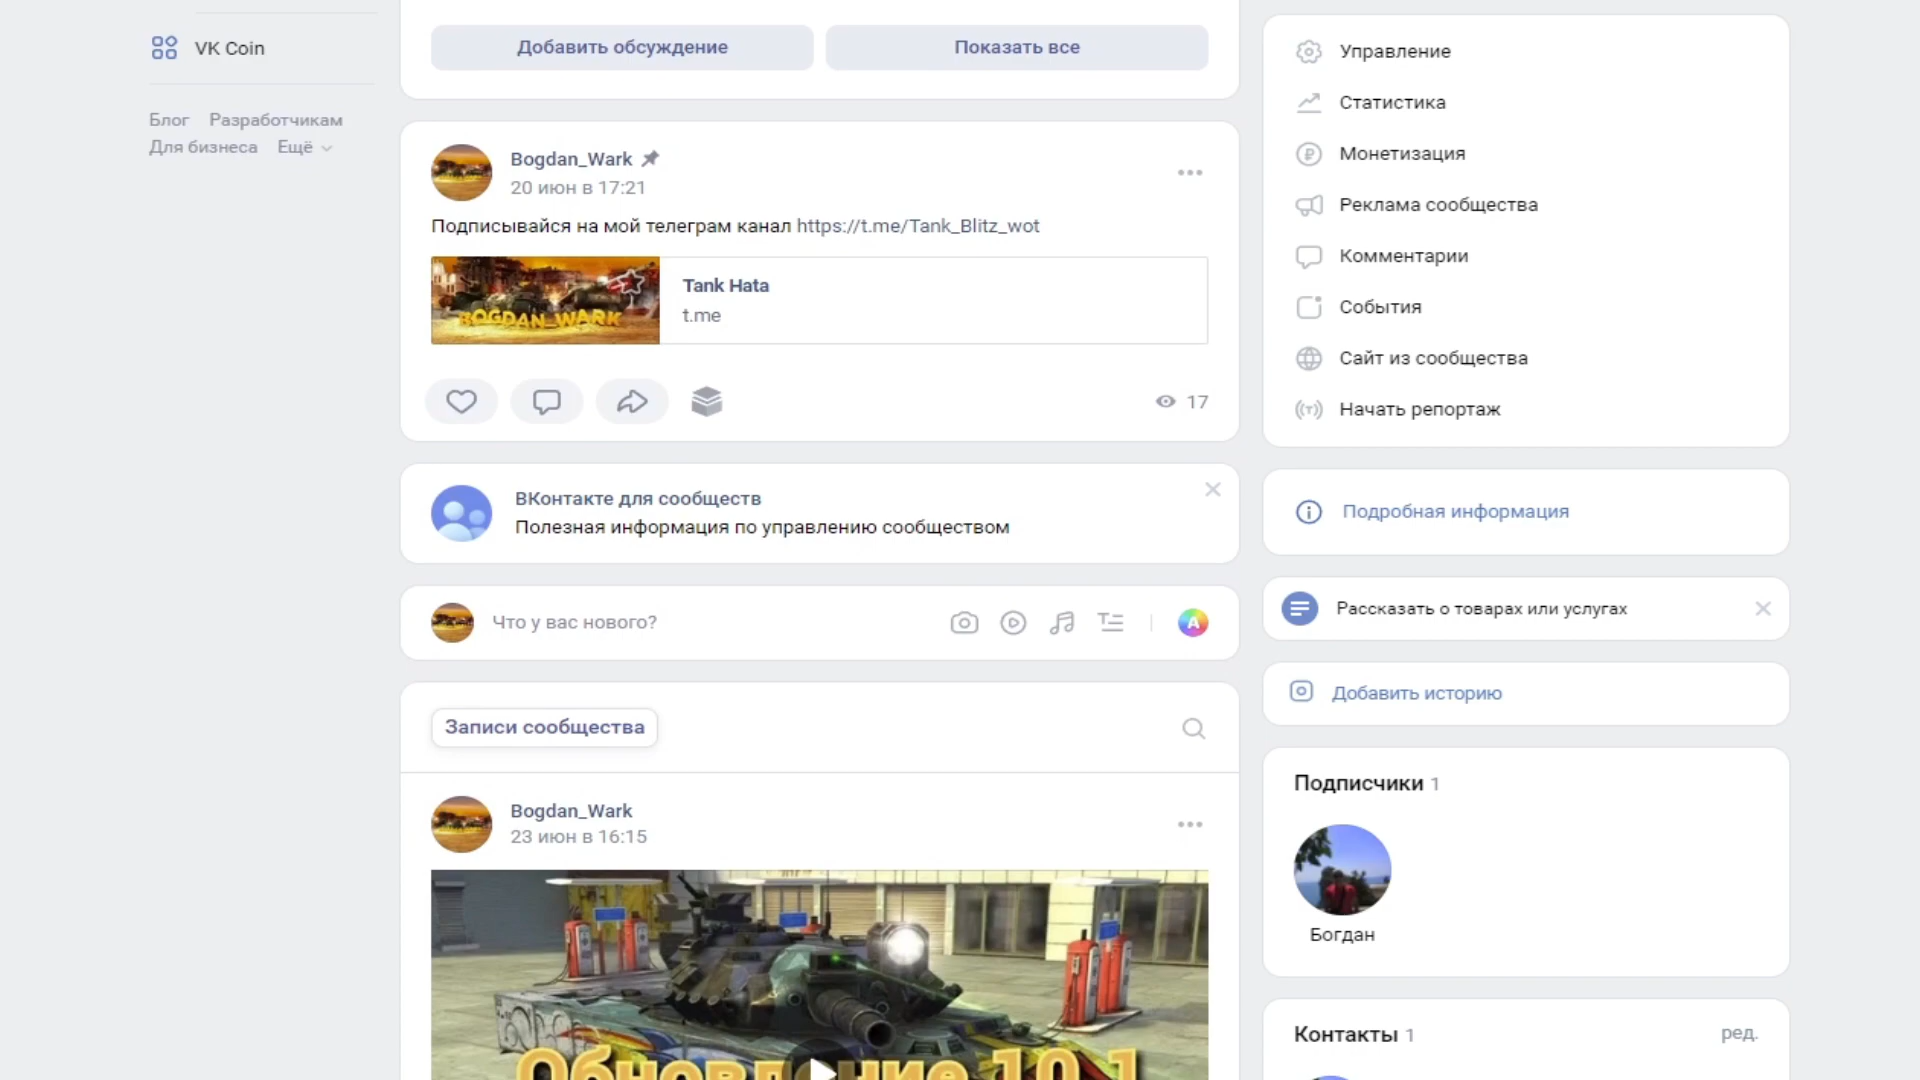 VK Coin
Блог Разработчикам
Для бизнеса Ещё
Добавить обсуждение
Показать все
Bogdan_Wark
20 июн в 17:21
Подписывайся на мой телеграм канал https://t.me/Tank_Blitz_wot
BOGDAN_WARK
Tank Hata
t.me
17
ВКонтакте для сообществ
Полезная информация по управлению сообществом
Что у вас нового?
A
Записи сообщества
Bogdan_Wark
23 июн в 16:15
Обновление 10.1
Управление
Статистика
Монетизация
Реклама сообщества
Комментарии
События
Сайт из сообщества
Начать репортаж
Подробная информация
Рассказать о товарах или услугах
Добавить историю
Подписчики 1
Богдан
Контакты 1
ред.